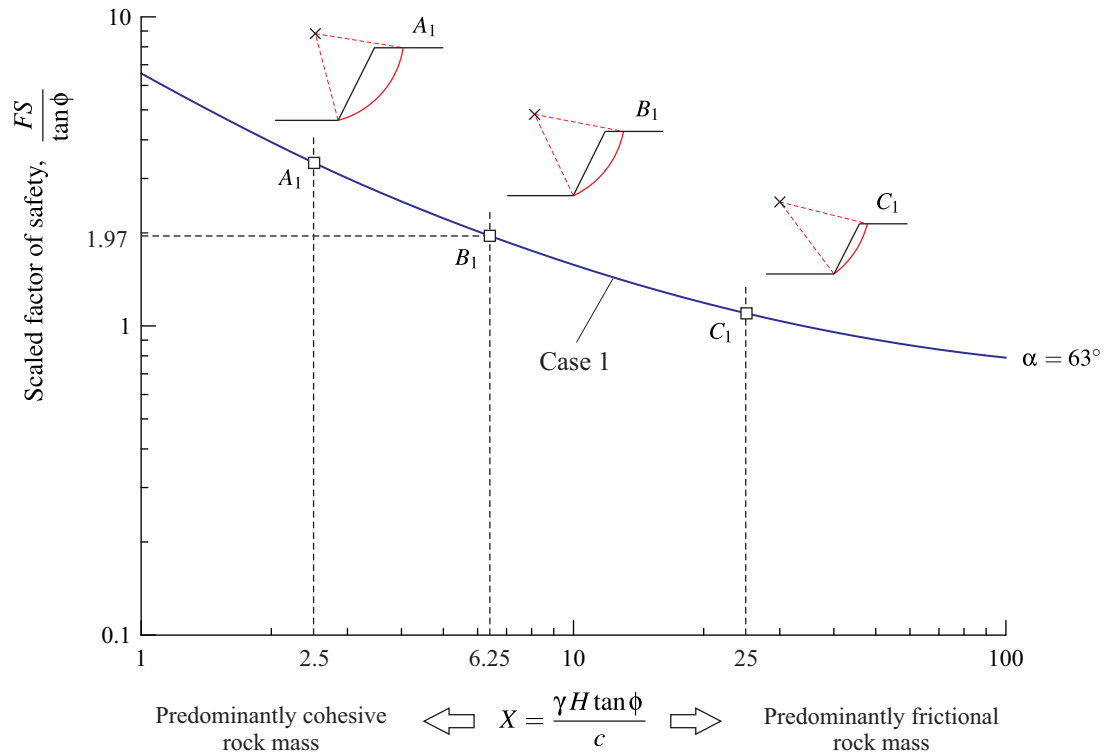 10
A₁
FS
tanϕ
Scaled factor of safety,
B₁
A₁
C₁
1.97
B₁
1
C₁
Case 1
α = 63°
0.1
1
2.5
6.25
10
25
100
Predominantly cohesive
rock mass
X = γ H tanϕ / c
Predominantly frictional
rock mass